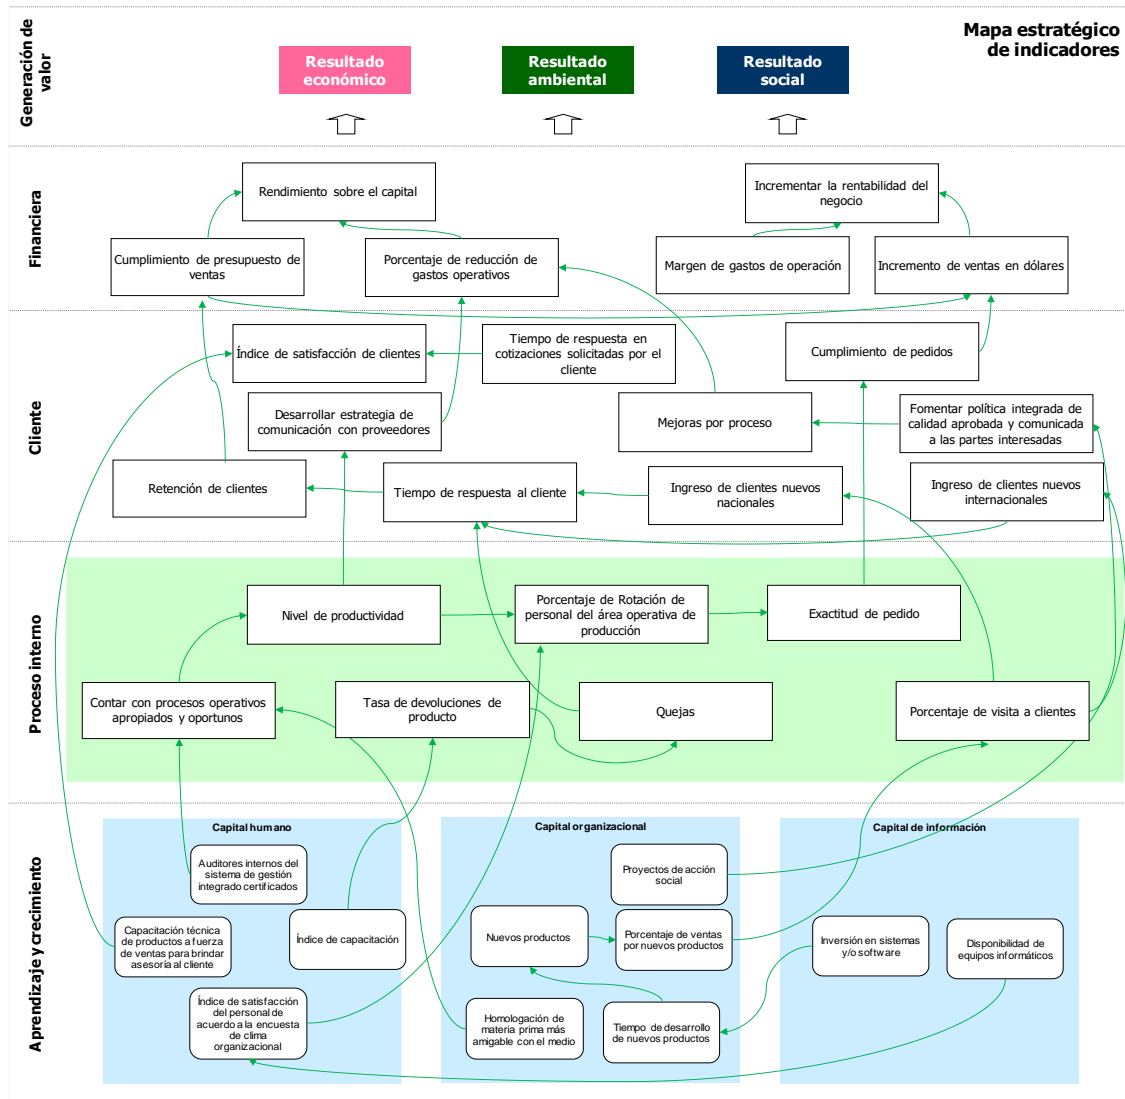 Mapa estratégico
de indicadores
Generación de
valor
Resultado
económico
Resultado
ambiental
Resultado
social
Financiera
Rendimiento sobre el capital
Incrementar la rentabilidad del
negocio
Cumplimiento de presupuesto de
ventas
Porcentaje de reducción de
gastos operativos
Margen de gastos de operación
Incremento de ventas en dólares
Cliente
Índice de satisfacción de clientes
Tiempo de respuesta en
cotizaciones solicitadas por el
cliente
Cumplimiento de pedidos
Desarrollar estrategia de
comunicación con proveedores
Mejoras por proceso
Fomentar política integrada de
calidad aprobada y comunicada
a las partes interesadas
Retención de clientes
Tiempo de respuesta al cliente
Ingreso de clientes nuevos
nacionales
Ingreso de clientes nuevos
internacionales
Proceso interno
Nivel de productividad
Porcentaje de Rotación de
personal del área operativa de
producción
Exactitud de pedido
Contar con procesos operativos
apropiados y oportunos
Tasa de devoluciones de
producto
Quejas
Porcentaje de visita a clientes
Aprendizaje y crecimiento
Capital humano
Auditores internos del
sistema de gestión
integrado certificados
Capacitación técnica
de productos a fuerza
de ventas para brindar
asesoría al cliente
Índice de capacitación
Índice de satisfacción
del personal de
acuerdo a la encuesta
de clima
organizacional
Capital organizacional
Proyectos de acción
social
Nuevos productos
Porcentaje de ventas
por nuevos productos
Homologación de
materia prima más
amigable con el medio
Tiempo de desarrollo
de nuevos productos
Capital de información
Inversión en sistemas
y/o software
Disponibilidad de
equipos informáticos